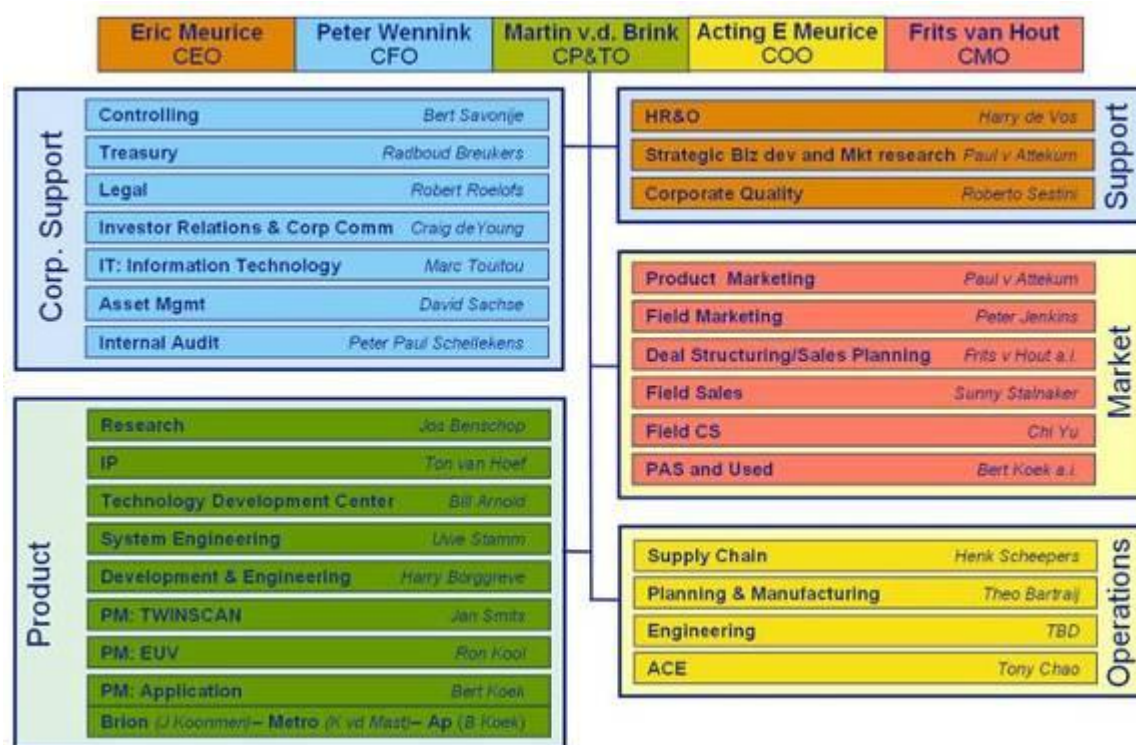 Eric Meurice
CEO
Peter Wennink
CFO
Martin v.d. Brink
CP&TO
Acting E Meurice
COO
Frits van Hout
CMO
Corp. Support
Controlling Bert Savonije
Treasury Radboud Breukers
Legal Robert Roelofs
Investor Relations & Corp Comm Craig deYoung
IT: Information Technology Marc Touitou
Asset Mgmt David Sachse
Internal Audit Peter Paul Schellekens
Product
Research Jos Benschop
IP Ton van Hoef
Technology Development Center Bill Arnold
System Engineering Uwe Stamm
Development & Engineering Harry Borggreve
PM: TWINSCAN Jan Smits
PM: EUV Ron Kool
PM: Application Bert Koek
Brion (J Koonmen) – Metro (K vd Mast) – Ap (B Koek)
Support
HR&O Harry de Vos
Strategic Biz dev and Mkt research Paul v Attekum
Corporate Quality Roberto Sestini
Market
Product Marketing Paul v Attekum
Field Marketing Peter Jenkins
Deal Structuring/Sales Planning Frits v Hout a.i.
Field Sales Sunny Stalnaker
Field CS Chi Yu
PAS and Used Bert Koek a.i.
Operations
Supply Chain Henk Scheepers
Planning & Manufacturing Theo Bartraij
Engineering TBD
ACE Tony Chao